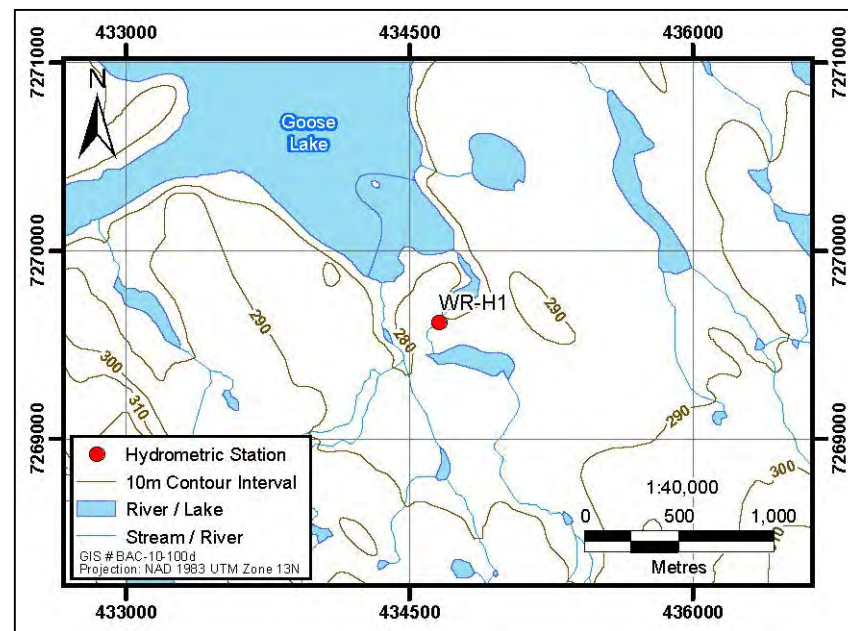 433000
434500
436000
7271000
7271000
N
Goose
Lake
7270000
7270000
WR-H1
290
290
280
300
310
290
300
7269000
7269000
Hydrometric Station
10m Contour Interval
River / Lake
Stream / River
GIS # BAC-10-100d
Projection: NAD 1983 UTM Zone 13N
1:40,000
0
500
1,000
Metres
433000
434500
436000